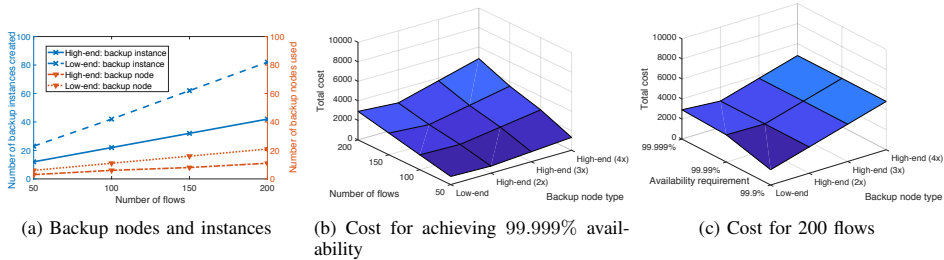 Number of backup instances created
100
80
60
40
20
0
High-end: backup instance
Low-end: backup instance
High-end: backup node
Low-end: backup node
100
80
60
40
20
0
Number of backup nodes used
50
100
150
200
Number of flows
(a) Backup nodes and instances
Total cost
10000
8000
6000
4000
2000
0
200
150
100
50
Number of flows
Low-end
High-end (2x)
High-end (3x)
High-end (4x)
Backup node type
(b) Cost for achieving 99.999% avail-
ability
Total cost
10000
8000
6000
4000
2000
0
99.999%
99.99%
99.9%
Availability requirement
Low-end
High-end (2x)
High-end (3x)
High-end (4x)
Backup node type
(c) Cost for 200 flows